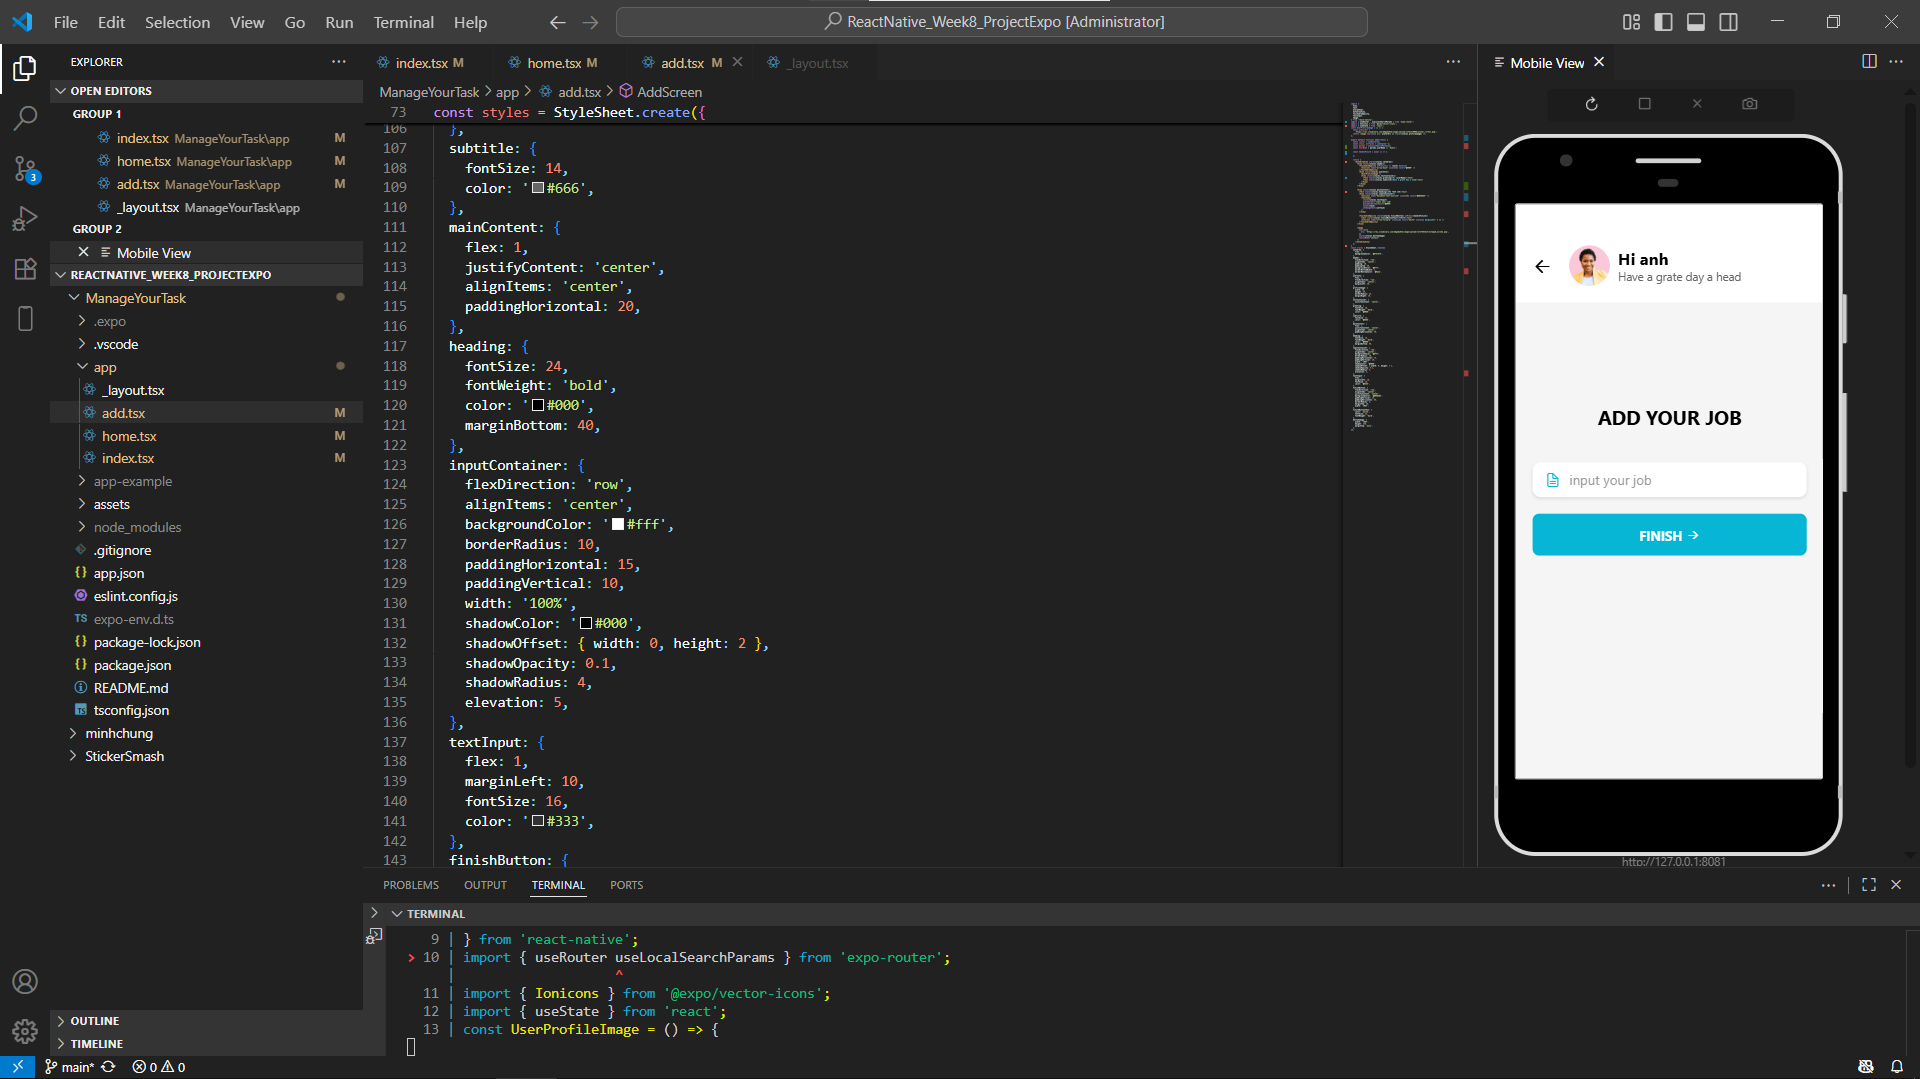 File Edit Selection View Go Run Terminal Help
ReactNative_Week8_ProjectExpo [Administrator]
EXPLORER
OPEN EDITORS
GROUP 1
index.tsx ManageYourTask\app M
home.tsx ManageYourTask\app M
add.tsx ManageYourTask\app M
_layout.tsx ManageYourTask\app
GROUP 2
Mobile View
REACTNATIVE_WEEK8_PROJECTEXPO
ManageYourTask
.expo
.vscode
app
_layout.tsx
add.tsx M
home.tsx M
index.tsx M
app-example
assets
node_modules
.gitignore
app.json
eslint.config.js
TS expo-env.d.ts
package-lock.json
package.json
README.md
tsconfig.json
minhchung
StickerSmash
OUTLINE
TIMELINE
3
index.tsx M home.tsx M add.tsx M _layout.tsx
ManageYourTask > app > add.tsx > AddScreen
73 const styles = StyleSheet.create({
106 },
107 subtitle: {
108 fontSize: 14,
109 color: '#666',
110 },
111 mainContent: {
112 flex: 1,
113 justifyContent: 'center',
114 alignItems: 'center',
115 paddingHorizontal: 20,
116 },
117 heading: {
118 fontSize: 24,
119 fontWeight: 'bold',
120 color: '#000',
121 marginBottom: 40,
122 },
123 inputContainer: {
124 flexDirection: 'row',
125 alignItems: 'center',
126 backgroundColor: '#fff',
127 borderRadius: 10,
128 paddingHorizontal: 15,
129 paddingVertical: 10,
130 width: '100%',
131 shadowColor: '#000',
132 shadowOffset: { width: 0, height: 2 },
133 shadowOpacity: 0.1,
134 shadowRadius: 4,
135 elevation: 5,
136 },
137 textInput: {
138 flex: 1,
139 marginLeft: 10,
140 fontSize: 16,
141 color: '#333',
142 },
143 finishButton: {
Mobile View
Hi anh
Have a grate day a head
ADD YOUR JOB
input your job
FINISH →
http://127.0.0.1:8081
PROBLEMS OUTPUT TERMINAL PORTS
TERMINAL
9 | } from 'react-native';
> 10 | import { useRouter useLocalSearchParams } from 'expo-router';
| ^
11 | import { Ionicons } from '@expo/vector-icons';
12 | import { useState } from 'react';
13 | const UserProfileImage = () => {
main* 0 0